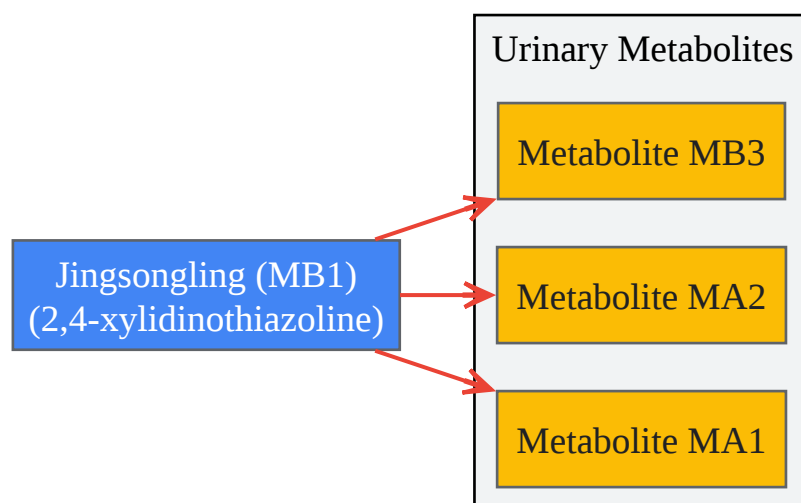 Urinary Metabolites
Metabolite MB3
Jingsongling (MB1)
(2,4-xylidinothiazoline)
Metabolite MA2
Metabolite MA1